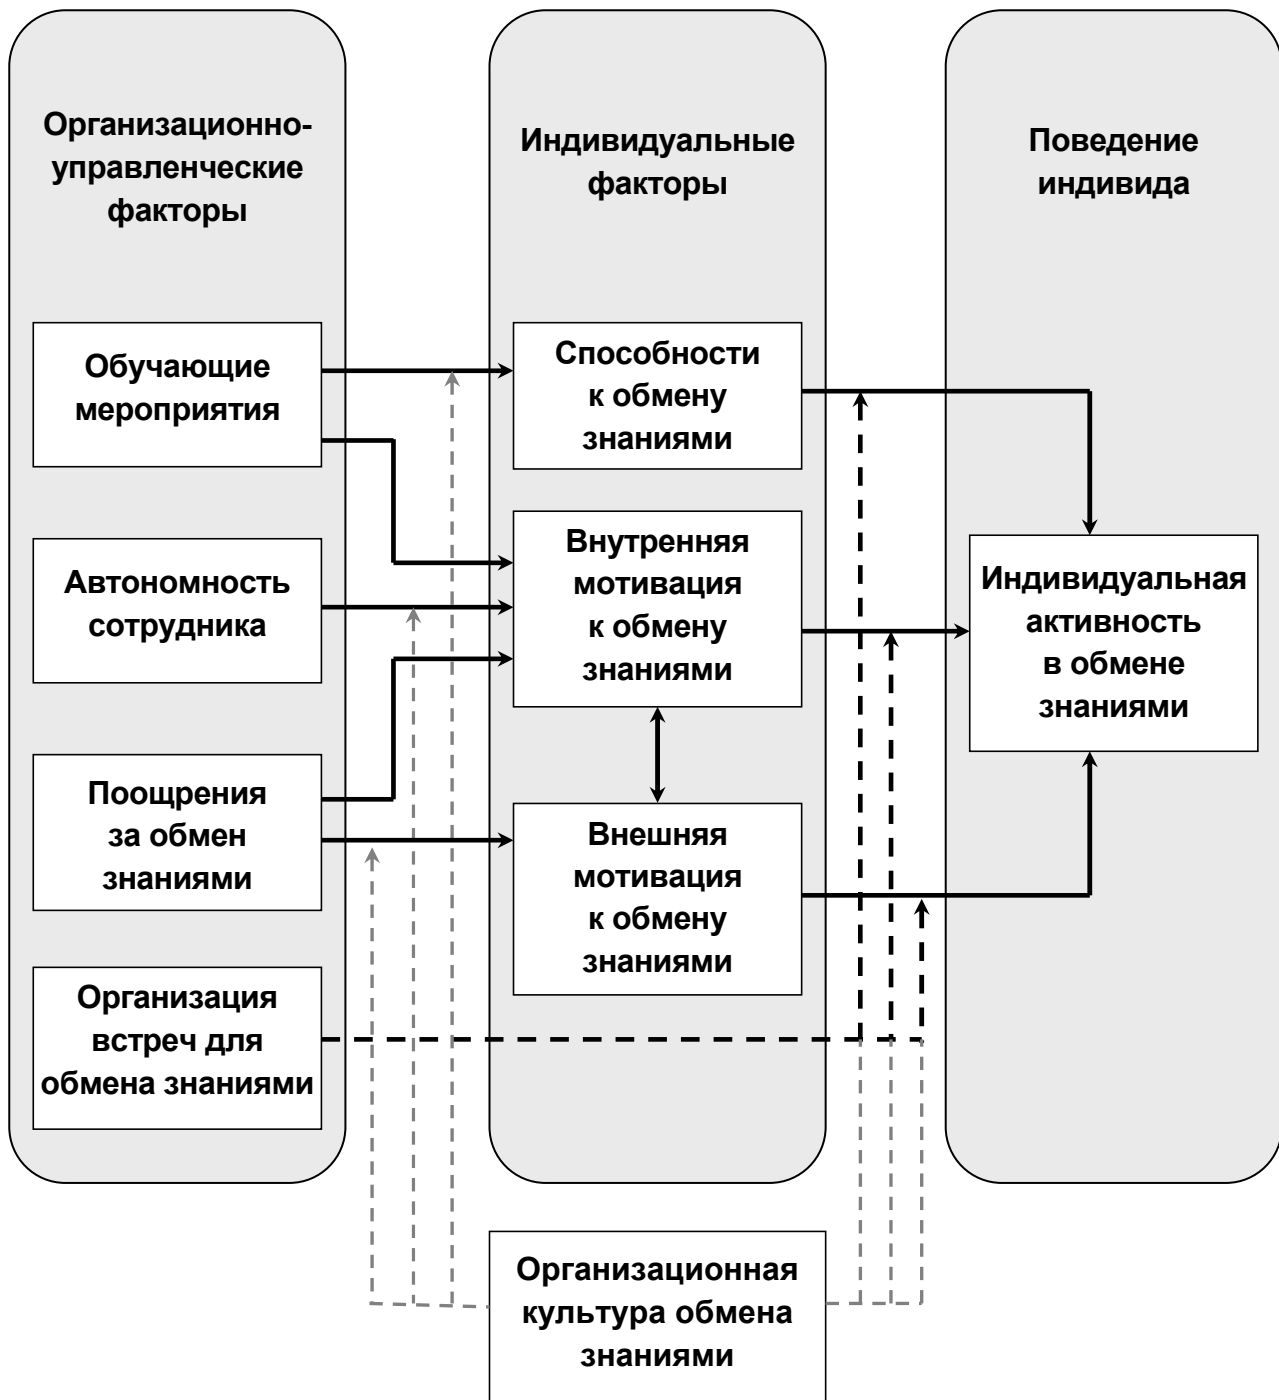 Организационно-
управленческие
факторы
Обучающие
мероприятия
Автономность
сотрудника
Поощрения
за обмен
знаниями
Организация
встреч для
обмена знаниями
Индивидуальные
факторы
Способности
к обмену
знаниями
Внутренняя
мотивация
к обмену
знаниями
Внешняя
мотивация
к обмену
знаниями
Поведение
индивида
Индивидуальная
активность
в обмене
знаниями
Организационная
культура обмена
знаниями